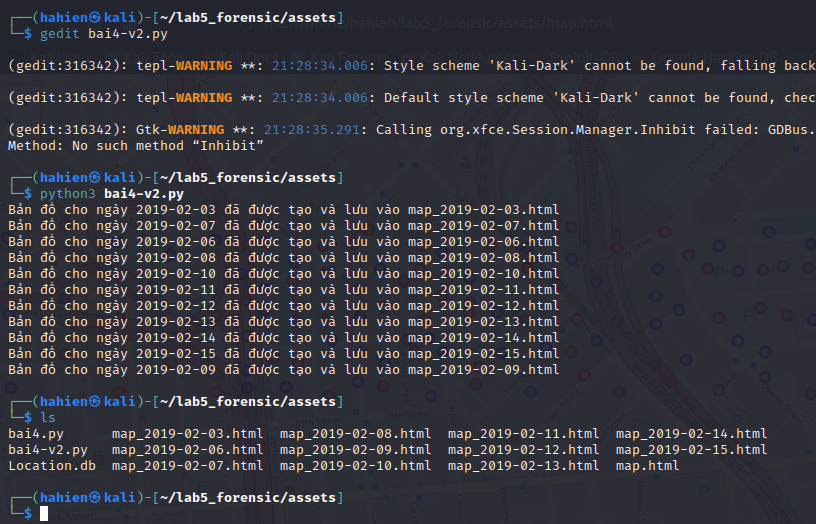 ┌──(hahien㉿kali)-[~/lab5_forensic/assets]
└─$ gedit bai4-v2.py
(gedit:316342): tepl-WARNING **: 21:28:34.006: Style scheme 'Kali-Dark' cannot be found, falling back
(gedit:316342): tepl-WARNING **: 21:28:34.006: Default style scheme 'Kali-Dark' cannot be found, chec
(gedit:316342): Gtk-WARNING **: 21:28:35.291: Calling org.xfce.Session.Manager.Inhibit failed: GDBus.
Method: No such method “Inhibit”
┌──(hahien㉿kali)-[~/lab5_forensic/assets]
└─$ python3 bai4-v2.py
Bản đồ cho ngày 2019-02-03 đã được tạo và lưu vào map_2019-02-03.html
Bản đồ cho ngày 2019-02-07 đã được tạo và lưu vào map_2019-02-07.html
Bản đồ cho ngày 2019-02-06 đã được tạo và lưu vào map_2019-02-06.html
Bản đồ cho ngày 2019-02-08 đã được tạo và lưu vào map_2019-02-08.html
Bản đồ cho ngày 2019-02-10 đã được tạo và lưu vào map_2019-02-10.html
Bản đồ cho ngày 2019-02-11 đã được tạo và lưu vào map_2019-02-11.html
Bản đồ cho ngày 2019-02-12 đã được tạo và lưu vào map_2019-02-12.html
Bản đồ cho ngày 2019-02-13 đã được tạo và lưu vào map_2019-02-13.html
Bản đồ cho ngày 2019-02-14 đã được tạo và lưu vào map_2019-02-14.html
Bản đồ cho ngày 2019-02-15 đã được tạo và lưu vào map_2019-02-15.html
Bản đồ cho ngày 2019-02-09 đã được tạo và lưu vào map_2019-02-09.html
┌──(hahien㉿kali)-[~/lab5_forensic/assets]
└─$ ls
bai4.py map_2019-02-03.html map_2019-02-08.html map_2019-02-11.html map_2019-02-14.html
bai4-v2.py map_2019-02-06.html map_2019-02-09.html map_2019-02-12.html map_2019-02-15.html
Location.db map_2019-02-07.html map_2019-02-10.html map_2019-02-13.html map.html
┌──(hahien㉿kali)-[~/lab5_forensic/assets]
└─$